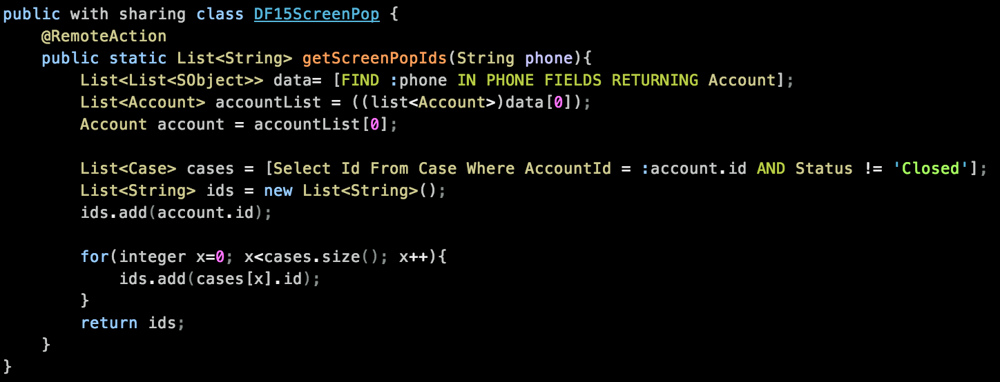 public with sharing class DF15ScreenPop {
    @RemoteAction
    public static List<String> getScreenPopIds(String phone){
        List<List<SObject>> data= [FIND :phone IN PHONE FIELDS RETURNING Account];
        List<Account> accountList = ((list<Account>)data[0]);
        Account account = accountList[0];

        List<Case> cases = [Select Id From Case Where AccountId = :account.id AND Status != 'Closed'];
        List<String> ids = new List<String>();
        ids.add(account.id);

        for(integer x=0; x<cases.size(); x++){
            ids.add(cases[x].id);
        }
        return ids;
    }
}